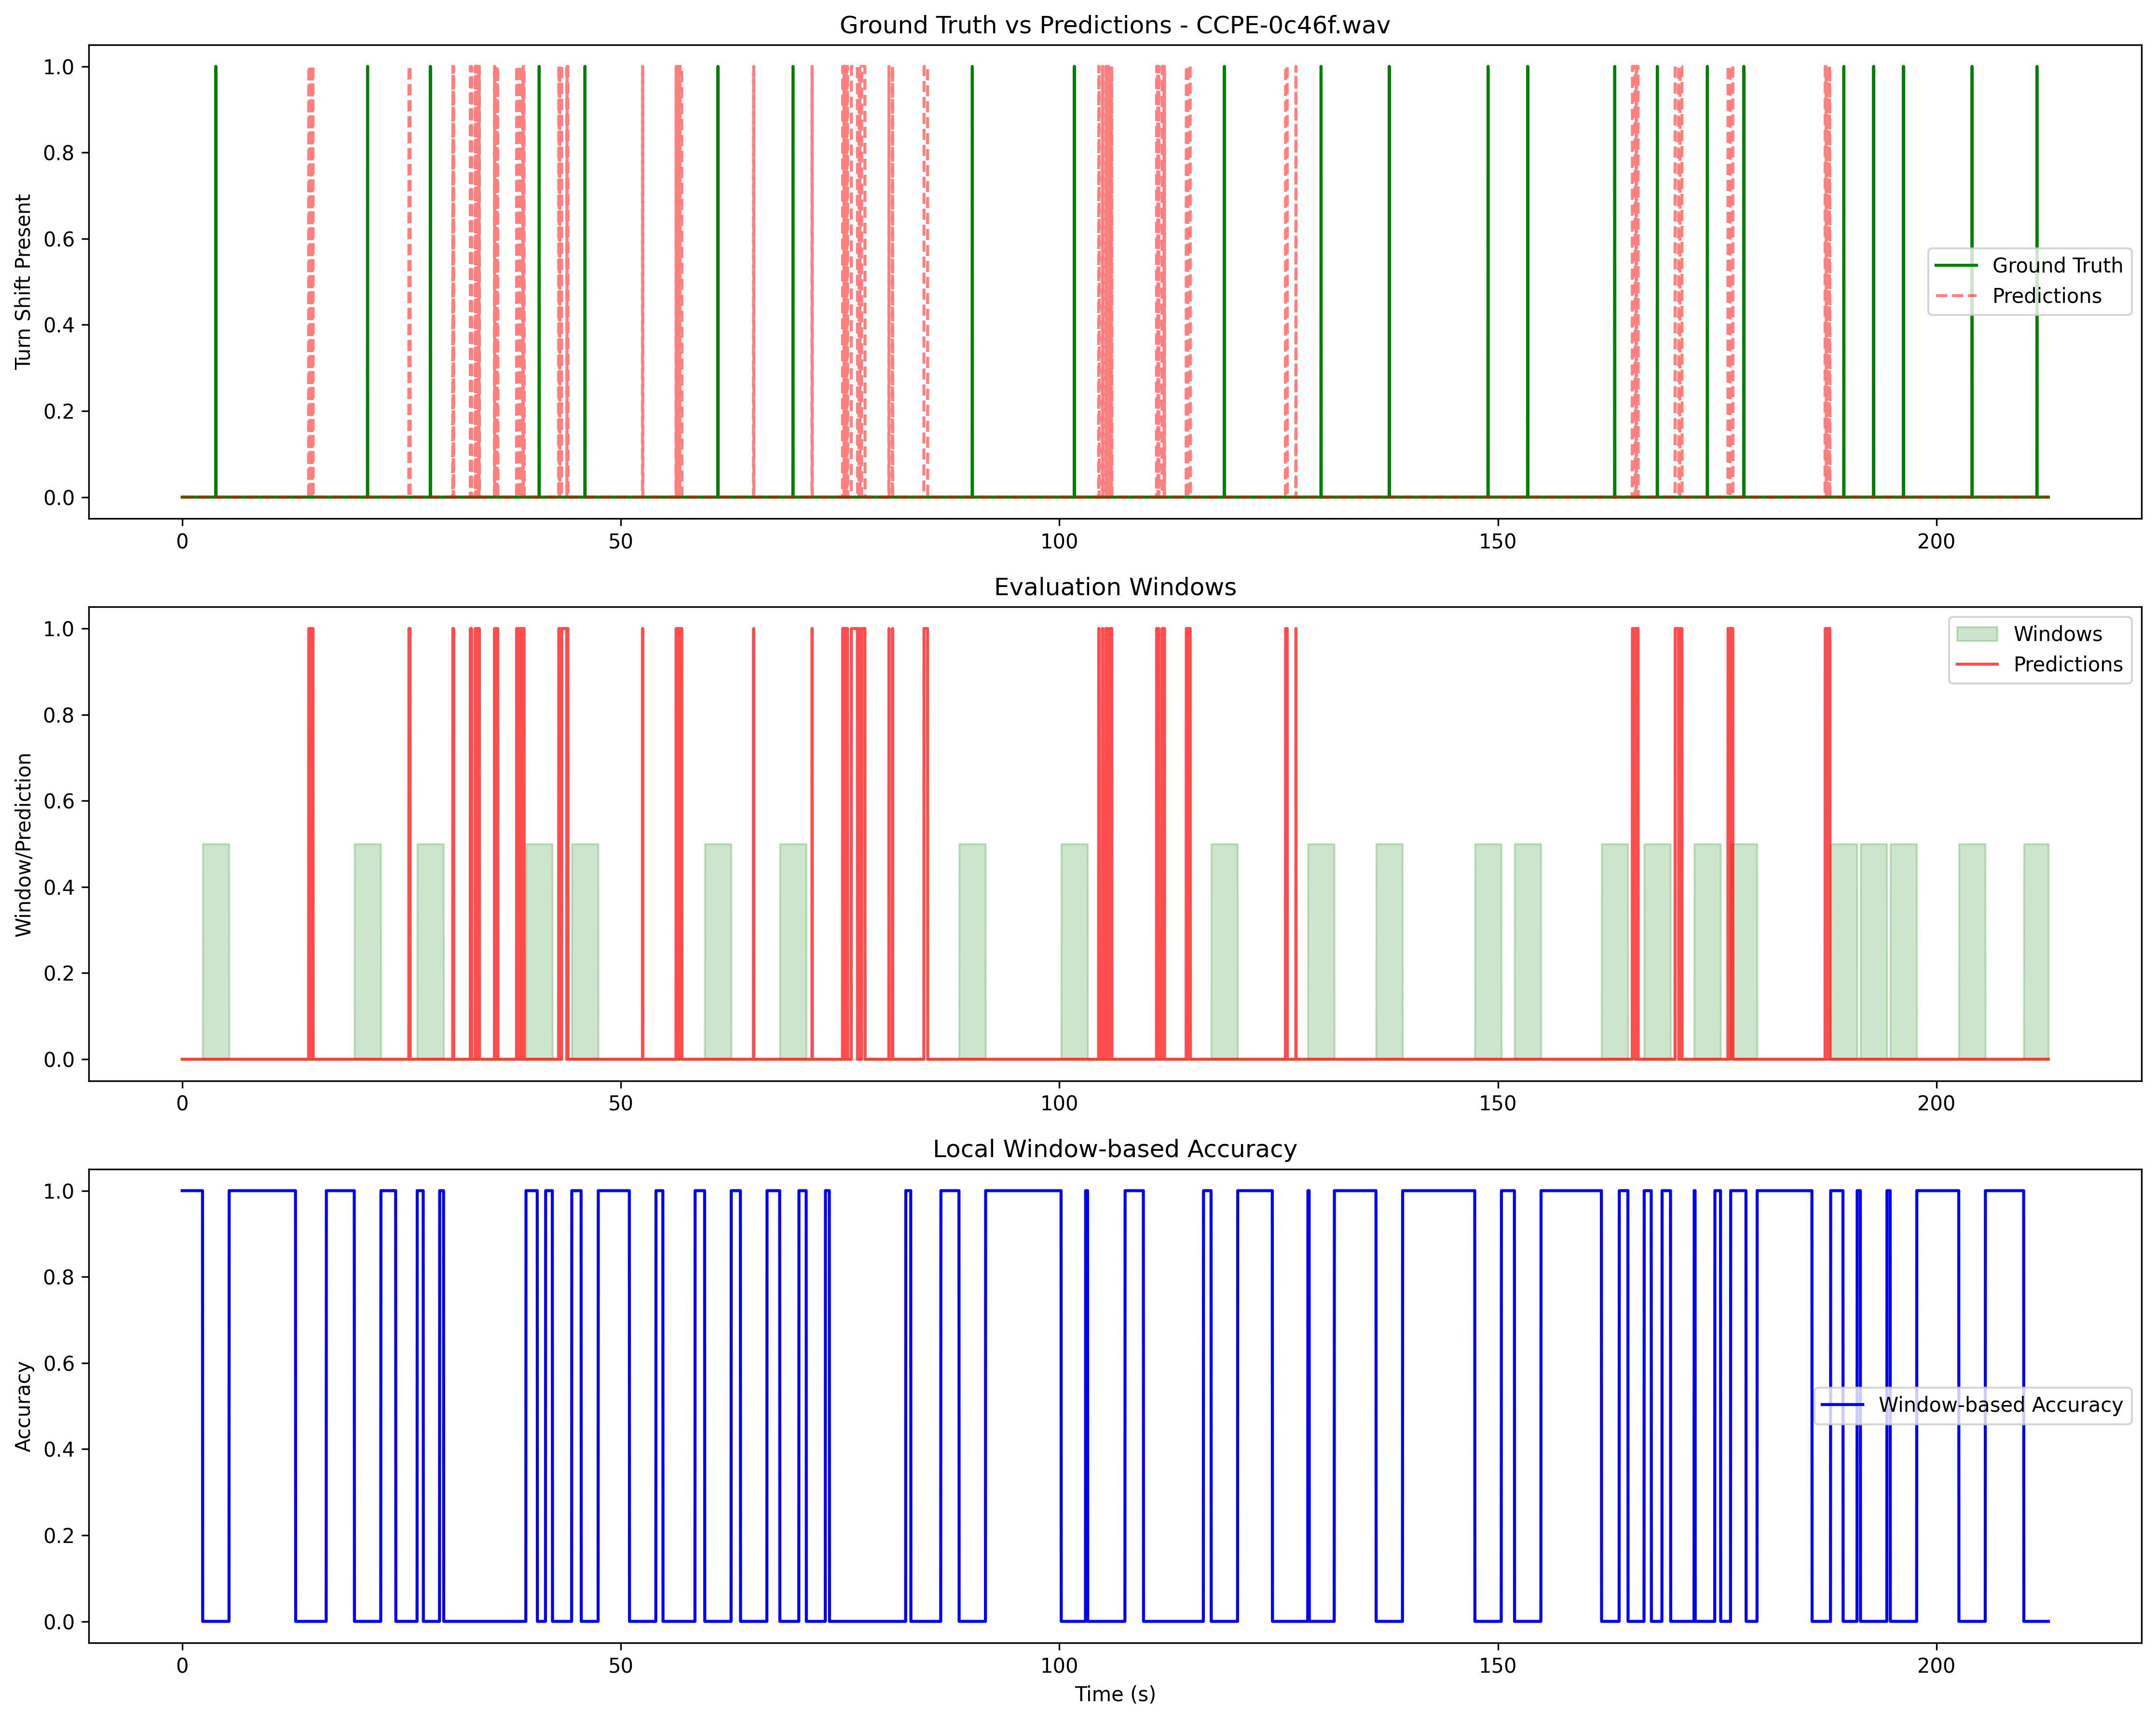 Ground Truth vs Predictions - CCPE-0c46f.wav
1.0
0.8
0.6
0.4
0.2
0.0
Turn Shift Present
Ground Truth
Predictions
0 50 100 150 200
Evaluation Windows
1.0
0.8
0.6
0.4
0.2
0.0
Window/Prediction
Windows
Predictions
0 50 100 150 200
Local Window-based Accuracy
1.0
0.8
0.6
0.4
0.2
0.0
Accuracy
Window-based Accuracy
0 50 100 150 200
Time (s)